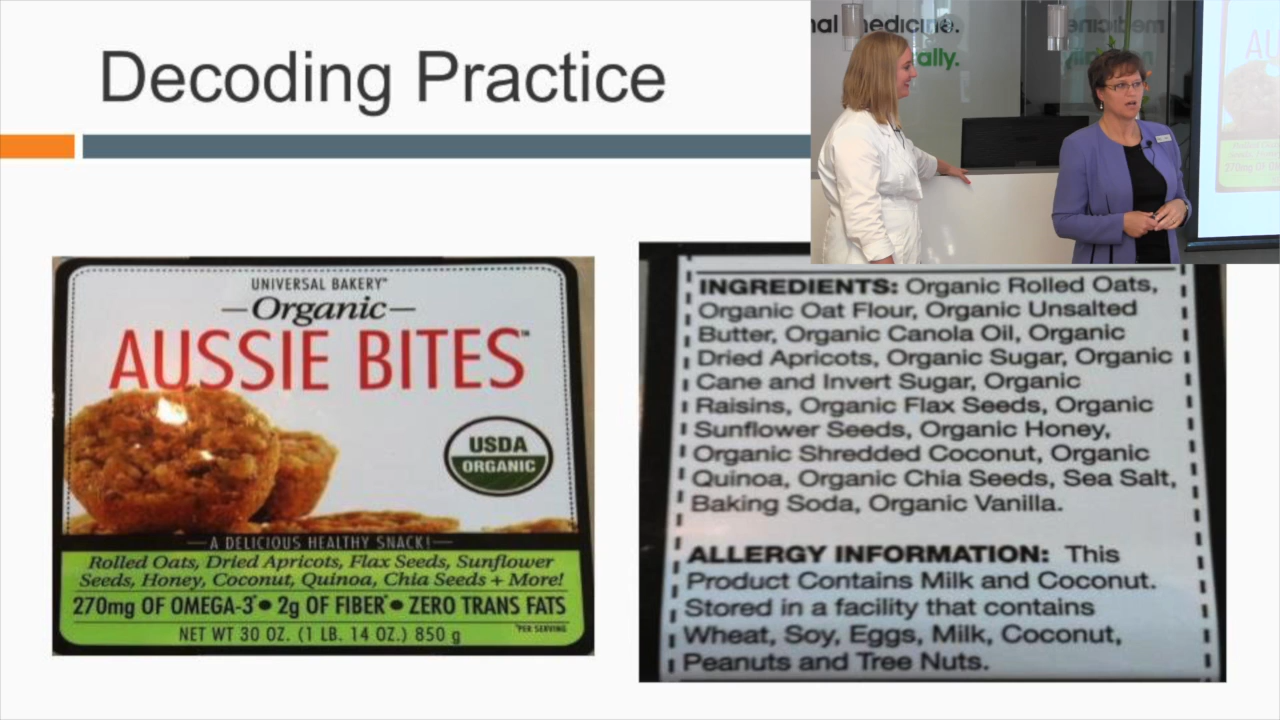 Decoding Practice
nal medicine.
ally.
UNIVERSAL BAKERY™
Organic
AUSSIE BITES™
USDA
ORGANIC
A DELICIOUS HEALTHY SNACK!
Rolled Oats, Dried Apricots, Flax Seeds, Sunflower
Seeds, Honey, Coconut, Quinoa, Chia Seeds + More!
270mg OF OMEGA-3* • 2g OF FIBER* • ZERO TRANS FATS
NET WT 30 OZ. (1 LB. 14 OZ.) 850 g
*PER SERVING
INGREDIENTS: Organic Rolled Oats,
Organic Oat Flour, Organic Unsalted
Butter, Organic Canola Oil, Organic
Dried Apricots, Organic Sugar, Organic
Cane and Invert Sugar, Organic
Raisins, Organic Flax Seeds, Organic
Sunflower Seeds, Organic Honey,
Organic Shredded Coconut, Organic
Quinoa, Organic Chia Seeds, Sea Salt,
Baking Soda, Organic Vanilla.
ALLERGY INFORMATION: This
Product Contains Milk and Coconut.
Stored in a facility that contains
Wheat, Soy, Eggs, Milk, Coconut,
Peanuts and Tree Nuts.